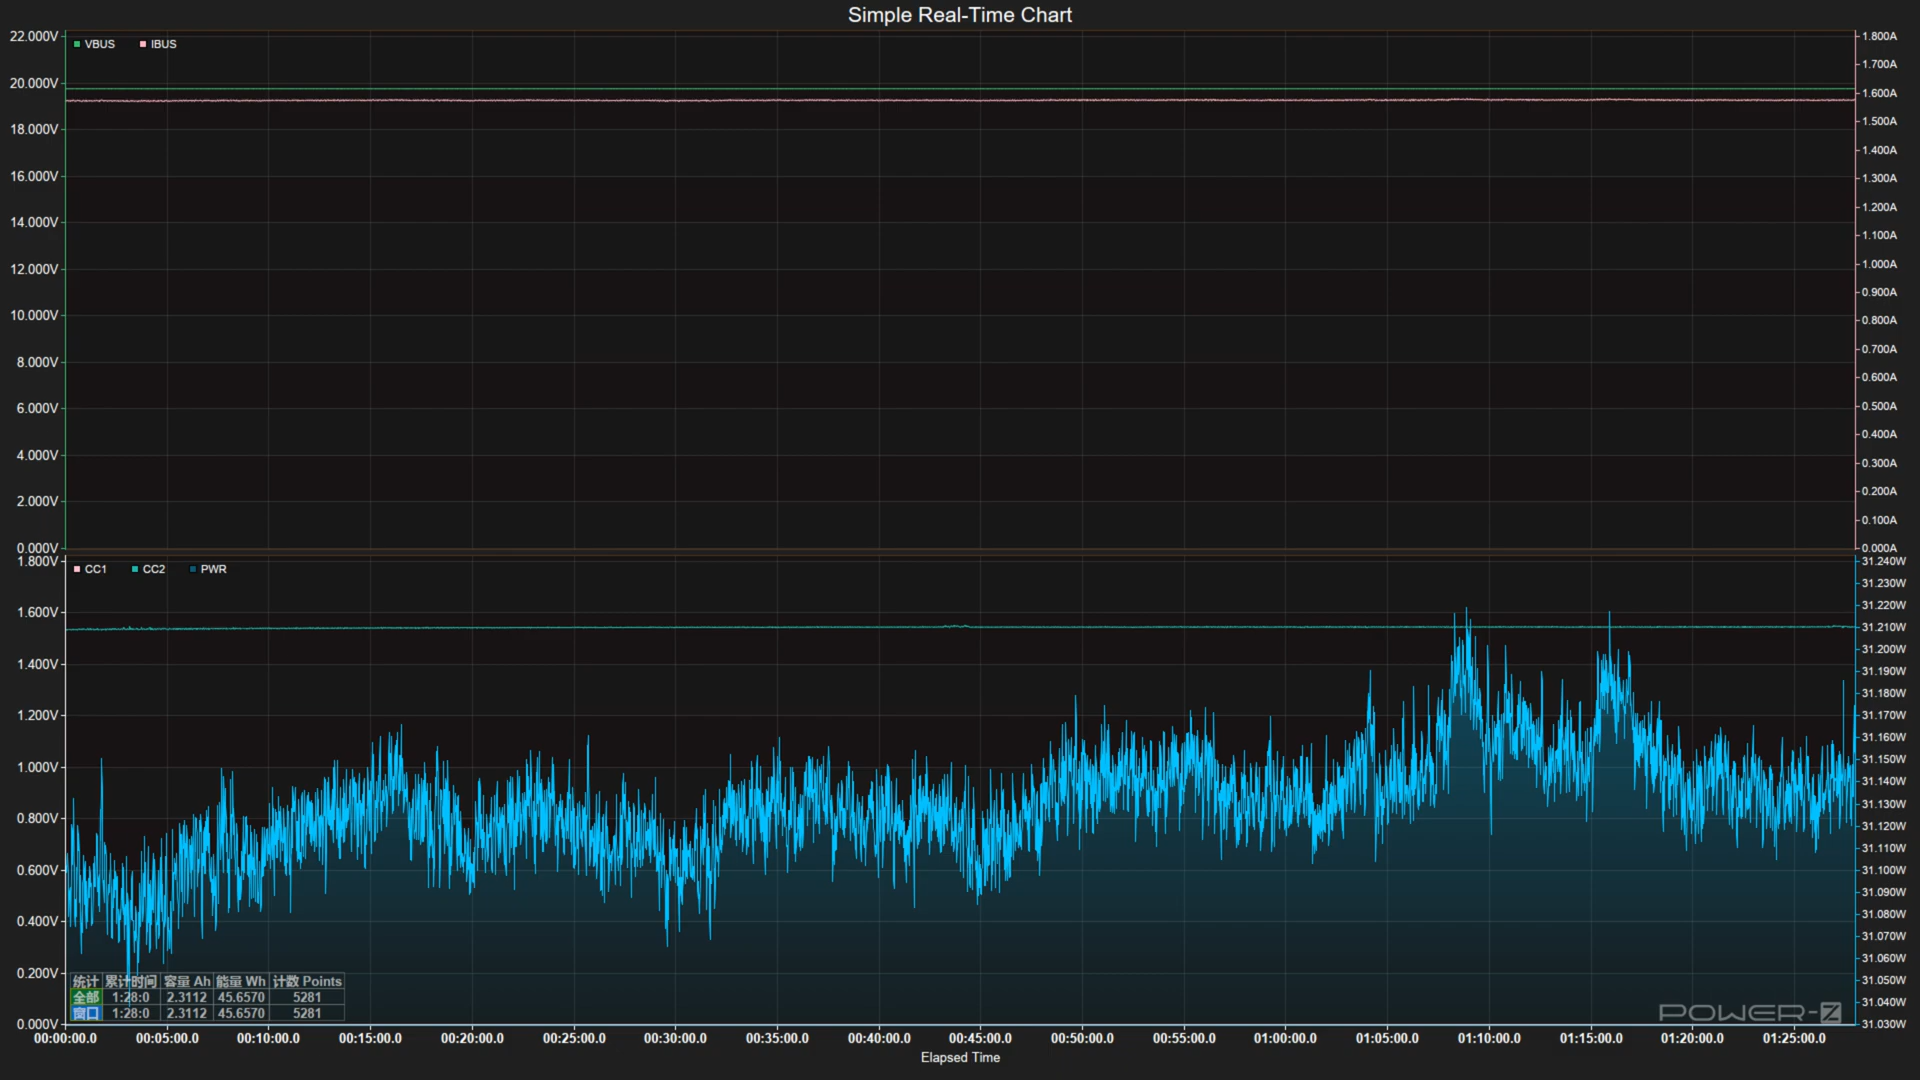 Simple Real-Time Chart
VBUS IBUS
22.000V
20.000V
18.000V
16.000V
14.000V
12.000V
10.000V
8.000V
6.000V
4.000V
2.000V
0.000V
1.800A
1.700A
1.600A
1.500A
1.400A
1.300A
1.200A
1.100A
1.000A
0.900A
0.800A
0.700A
0.600A
0.500A
0.400A
0.300A
0.200A
0.100A
0.000A
CC1 CC2 PWR
1.800V
1.600V
1.400V
1.200V
1.000V
0.800V
0.600V
0.400V
0.200V
0.000V
31.240W
31.230W
31.220W
31.210W
31.200W
31.190W
31.180W
31.170W
31.160W
31.150W
31.140W
31.130W
31.120W
31.110W
31.100W
31.090W
31.080W
31.070W
31.060W
31.050W
31.040W
31.030W
统计 累计时间 容量 Ah 能量 Wh 计数 Points
全部 1:28:0 2.3112 45.6570 5281
窗口 1:28:0 2.3112 45.6570 5281
POWER-Z
00:00:00.0 00:05:00.0 00:10:00.0 00:15:00.0 00:20:00.0 00:25:00.0 00:30:00.0 00:35:00.0 00:40:00.0 00:45:00.0 00:50:00.0 00:55:00.0 01:00:00.0 01:05:00.0 01:10:00.0 01:15:00.0 01:20:00.0 01:25:00.0
Elapsed Time